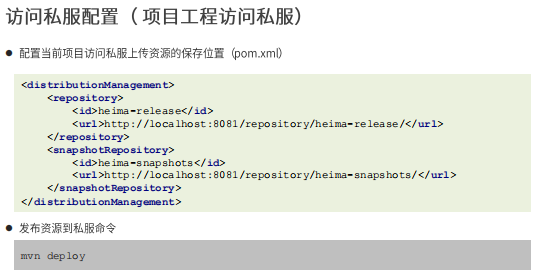 访问私服配置（ 项目工程访问私服）
● 配置当前项目访问私服上传资源的保存位置（pom.xml）
<distributionManagement>
    <repository>
        <id>heima-release</id>
        <url>http://localhost:8081/repository/heima-release/</url>
    </repository>
    <snapshotRepository>
        <id>heima-snapshots</id>
        <url>http://localhost:8081/repository/heima-snapshots/</url>
    </snapshotRepository>
</distributionManagement>
● 发布资源到私服命令
mvn deploy